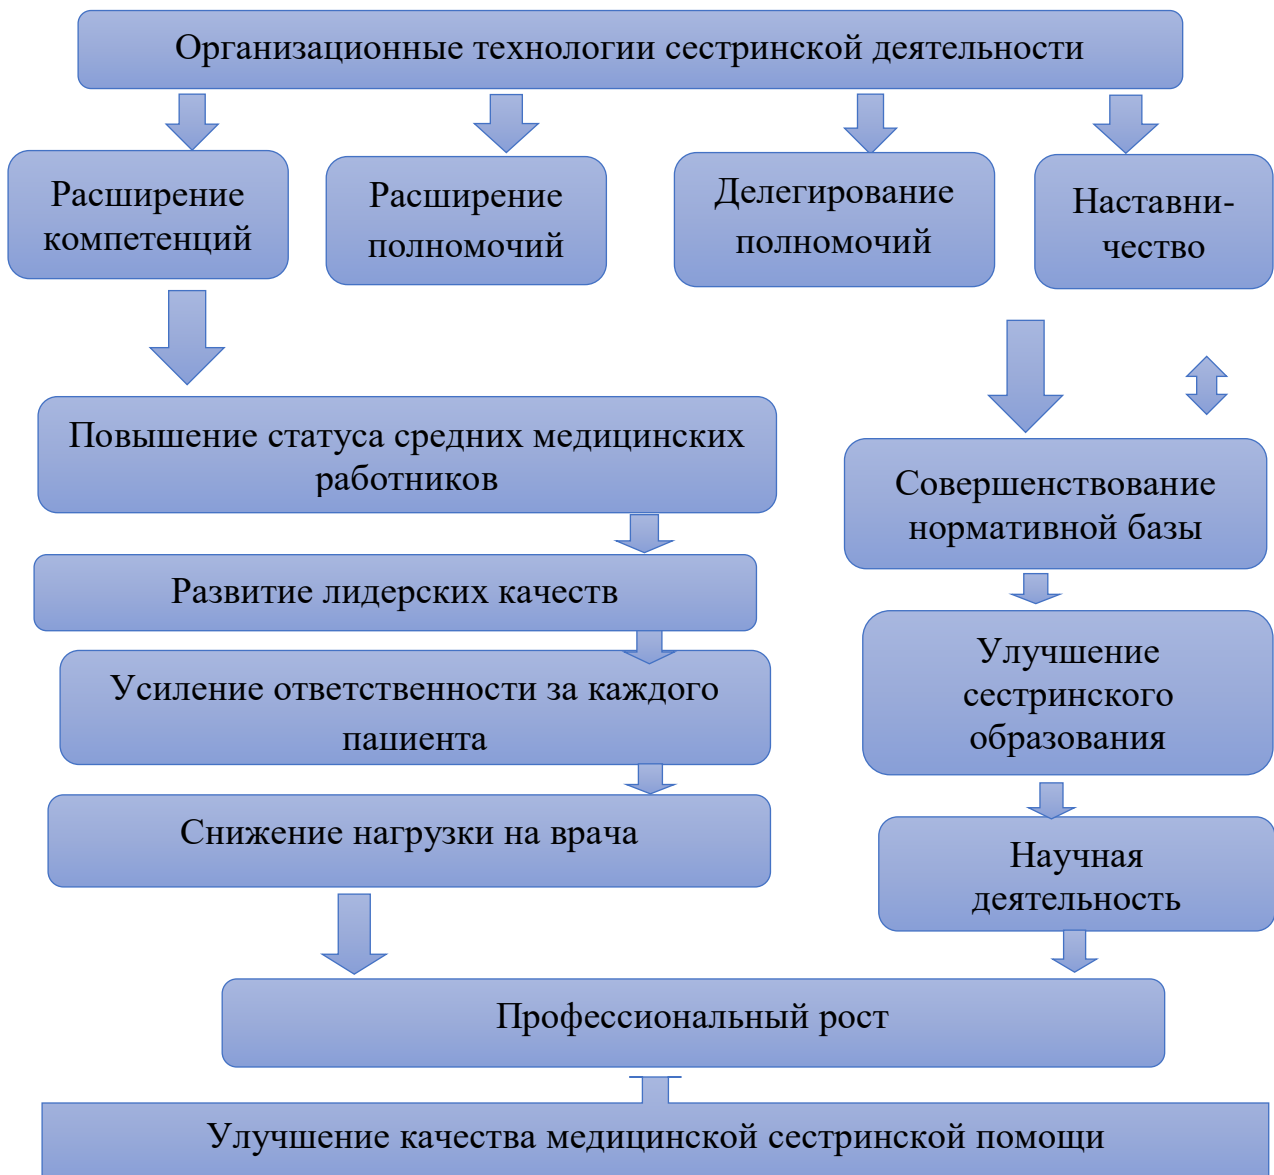 Организационные технологии сестринской деятельности
Расширение
компетенций
Расширение
полномочий
Делегирование
полномочий
Наставни-
чество
Повышение статуса средних медицинских
работников
Совершенствование
нормативной базы
Развитие лидерских качеств
Усиление ответственности за каждого
пациента
Улучшение
сестринского
образования
Снижение нагрузки на врача
Научная
деятельность
Профессиональный рост
Улучшение качества медицинской сестринской помощи